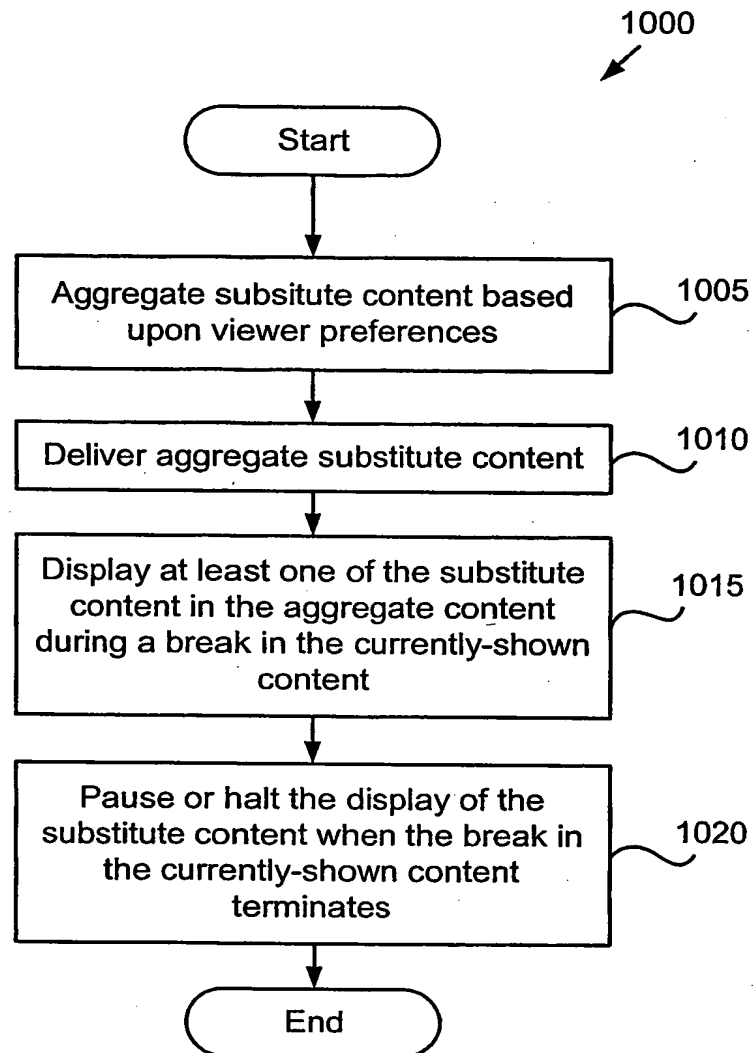 1000
Start
Aggregate subsitute content based
upon viewer preferences
1005
Deliver aggregate substitute content
1010
Display at least one of the substitute
content in the aggregate content
during a break in the currently-shown
content
1015
Pause or halt the display of the
substitute content when the break in
the currently-shown content
terminates
1020
End